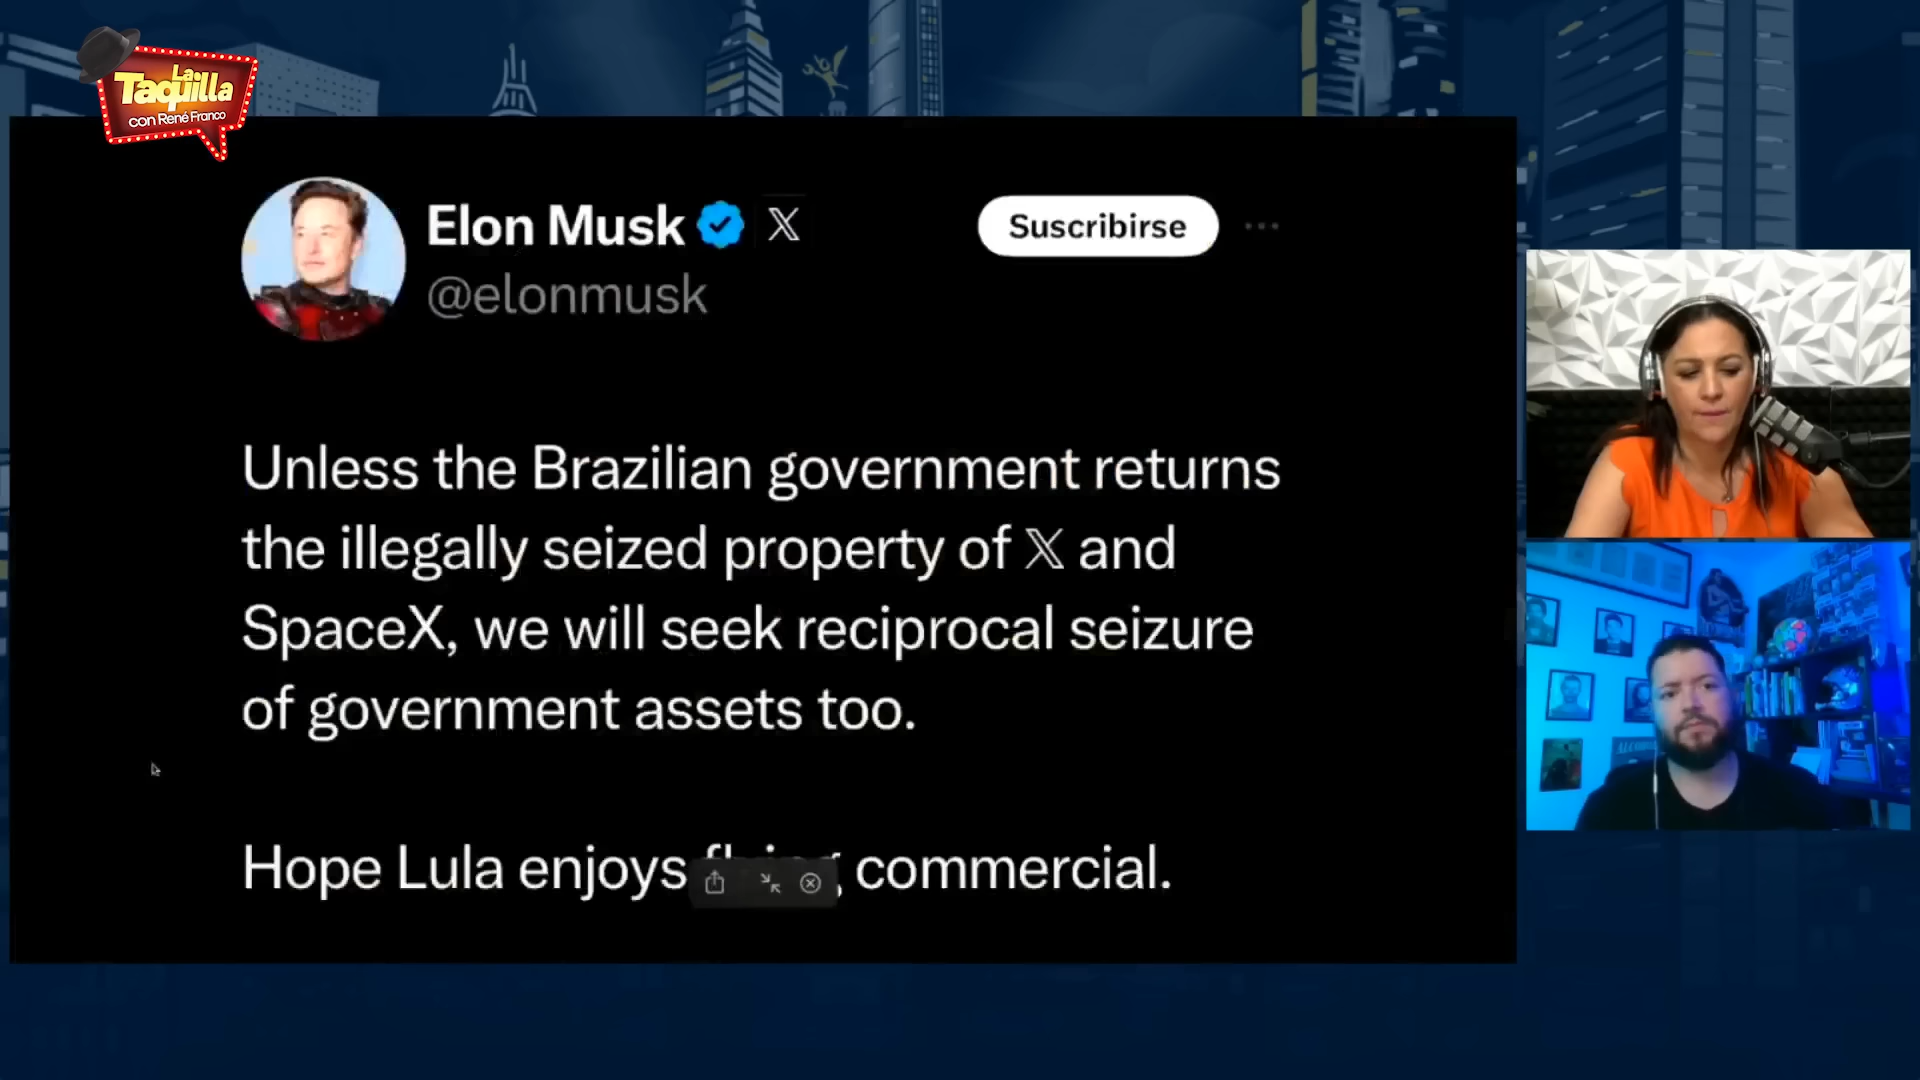 La
Taquilla
con René Franco
Elon Musk
@elonmusk
Suscribirse
Unless the Brazilian government returns
the illegally seized property of 𝕏 and
SpaceX, we will seek reciprocal seizure
of government assets too.
Hope Lula enjoys flying commercial.